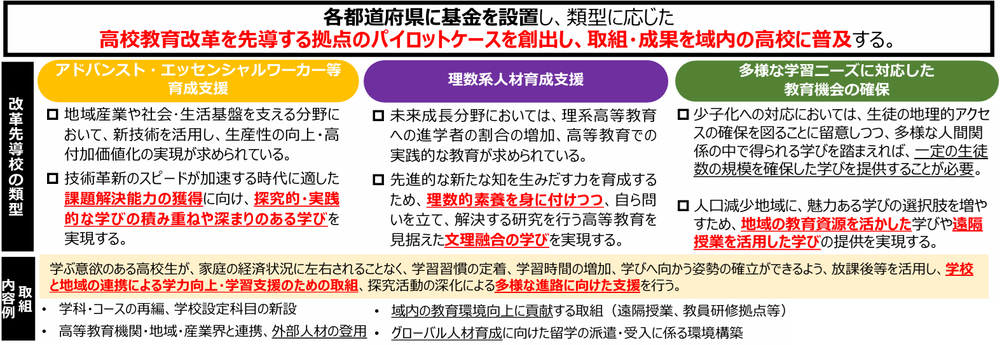 各都道府県に基金を設置し、類型に応じた
高校教育改革を先導する拠点のパイロットケースを創出し、取組・成果を域内の高校に普及する。
改革先導校の類型
アドバンスト・エッセンシャルワーカー等
育成支援
地域産業や社会・生活基盤を支える分野に
おいて、新技術を活用し、生産性の向上・高
付加価値化の実現が求められている。
技術革新のスピードが加速する時代に適した
課題解決能力の獲得に向け、探究的・実践
的な学びの積み重ねや深まりのある学びを
実現する。
理数系人材育成支援
未来成長分野においては、理系高等教育
への進学者の割合の増加、高等教育での
実践的な教育が求められている。
先進的な新たな知を生みだす力を育成する
ため、理数的素養を身に付けつつ、自ら問
いを立て、解決する研究を行う高等教育を
見据えた文理融合の学びを実現する。
多様な学習ニーズに対応した
教育機会の確保
少子化への対応においては、生徒の地理的アクセ
スの確保を図ることに留意しつつ、多様な人間関
係の中で得られる学びを踏まえれば、一定の生徒
数の規模を確保した学びを提供することが必要。
人口減少地域に、魅力ある学びの選択肢を増や
すため、地域の教育資源を活かした学びや遠隔
授業を活用した学びの提供を実現する。
取組
内容例
学ぶ意欲のある高校生が、家庭の経済状況に左右されることなく、学習習慣の定着、学習時間の増加、学びへ向かう姿勢の確立ができるよう、放課後等を活用し、学校
と地域の連携による学力向上・学習支援のための取組、探究活動の深化による多様な進路に向けた支援を行う。
• 学科・コースの再編、学校設定科目の新設
• 高等教育機関・地域・産業界と連携、外部人材の登用
• 域内の教育環境向上に貢献する取組（遠隔授業、教員研修拠点等）
• グローバル人材育成に向けた留学の派遣・受入に係る環境構築